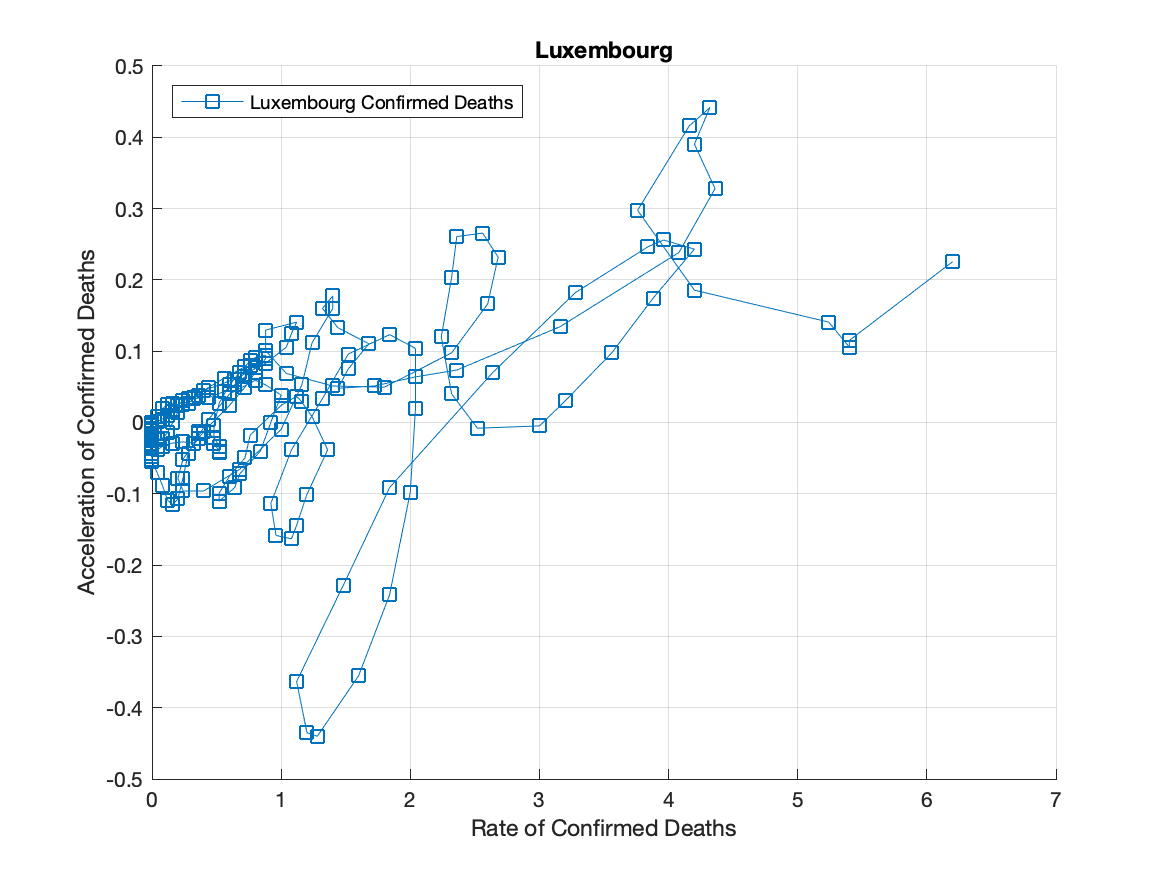 Luxembourg
Luxembourg Confirmed Deaths
0.5
0.4
0.3
0.2
0.1
0
-0.1
-0.2
-0.3
-0.4
-0.5
Acceleration of Confirmed Deaths
0 1 2 3 4 5 6 7
Rate of Confirmed Deaths